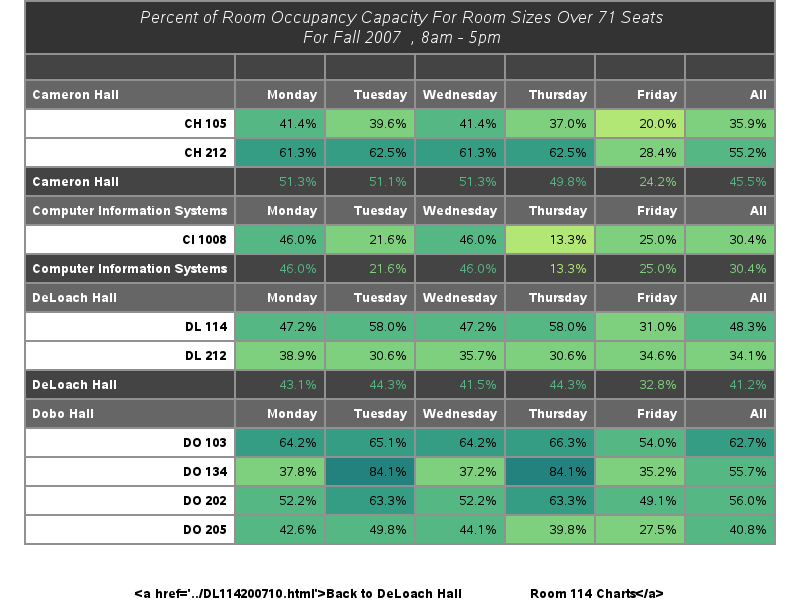 Percent of Room Occupancy Capacity For Room Sizes Over 71 Seats
For Fall 2007 , 8am - 5pm
Cameron Hall Monday Tuesday Wednesday Thursday Friday All
CH 105 41.4% 39.6% 41.4% 37.0% 20.0% 35.9%
CH 212 61.3% 62.5% 61.3% 62.5% 28.4% 55.2%
Cameron Hall 51.3% 51.1% 51.3% 49.8% 24.2% 45.5%
Computer Information Systems Monday Tuesday Wednesday Thursday Friday All
CI 1008 46.0% 21.6% 46.0% 13.3% 25.0% 30.4%
Computer Information Systems 46.0% 21.6% 46.0% 13.3% 25.0% 30.4%
DeLoach Hall Monday Tuesday Wednesday Thursday Friday All
DL 114 47.2% 58.0% 47.2% 58.0% 31.0% 48.3%
DL 212 38.9% 30.6% 35.7% 30.6% 34.6% 34.1%
DeLoach Hall 43.1% 44.3% 41.5% 44.3% 32.8% 41.2%
Dobo Hall Monday Tuesday Wednesday Thursday Friday All
DO 103 64.2% 65.1% 64.2% 66.3% 54.0% 62.7%
DO 134 37.8% 84.1% 37.2% 84.1% 35.2% 55.7%
DO 202 52.2% 63.3% 52.2% 63.3% 49.1% 56.0%
DO 205 42.6% 49.8% 44.1% 39.8% 27.5% 40.8%
<a href='../DL114200710.html'>Back to DeLoach Hall Room 114 Charts</a>